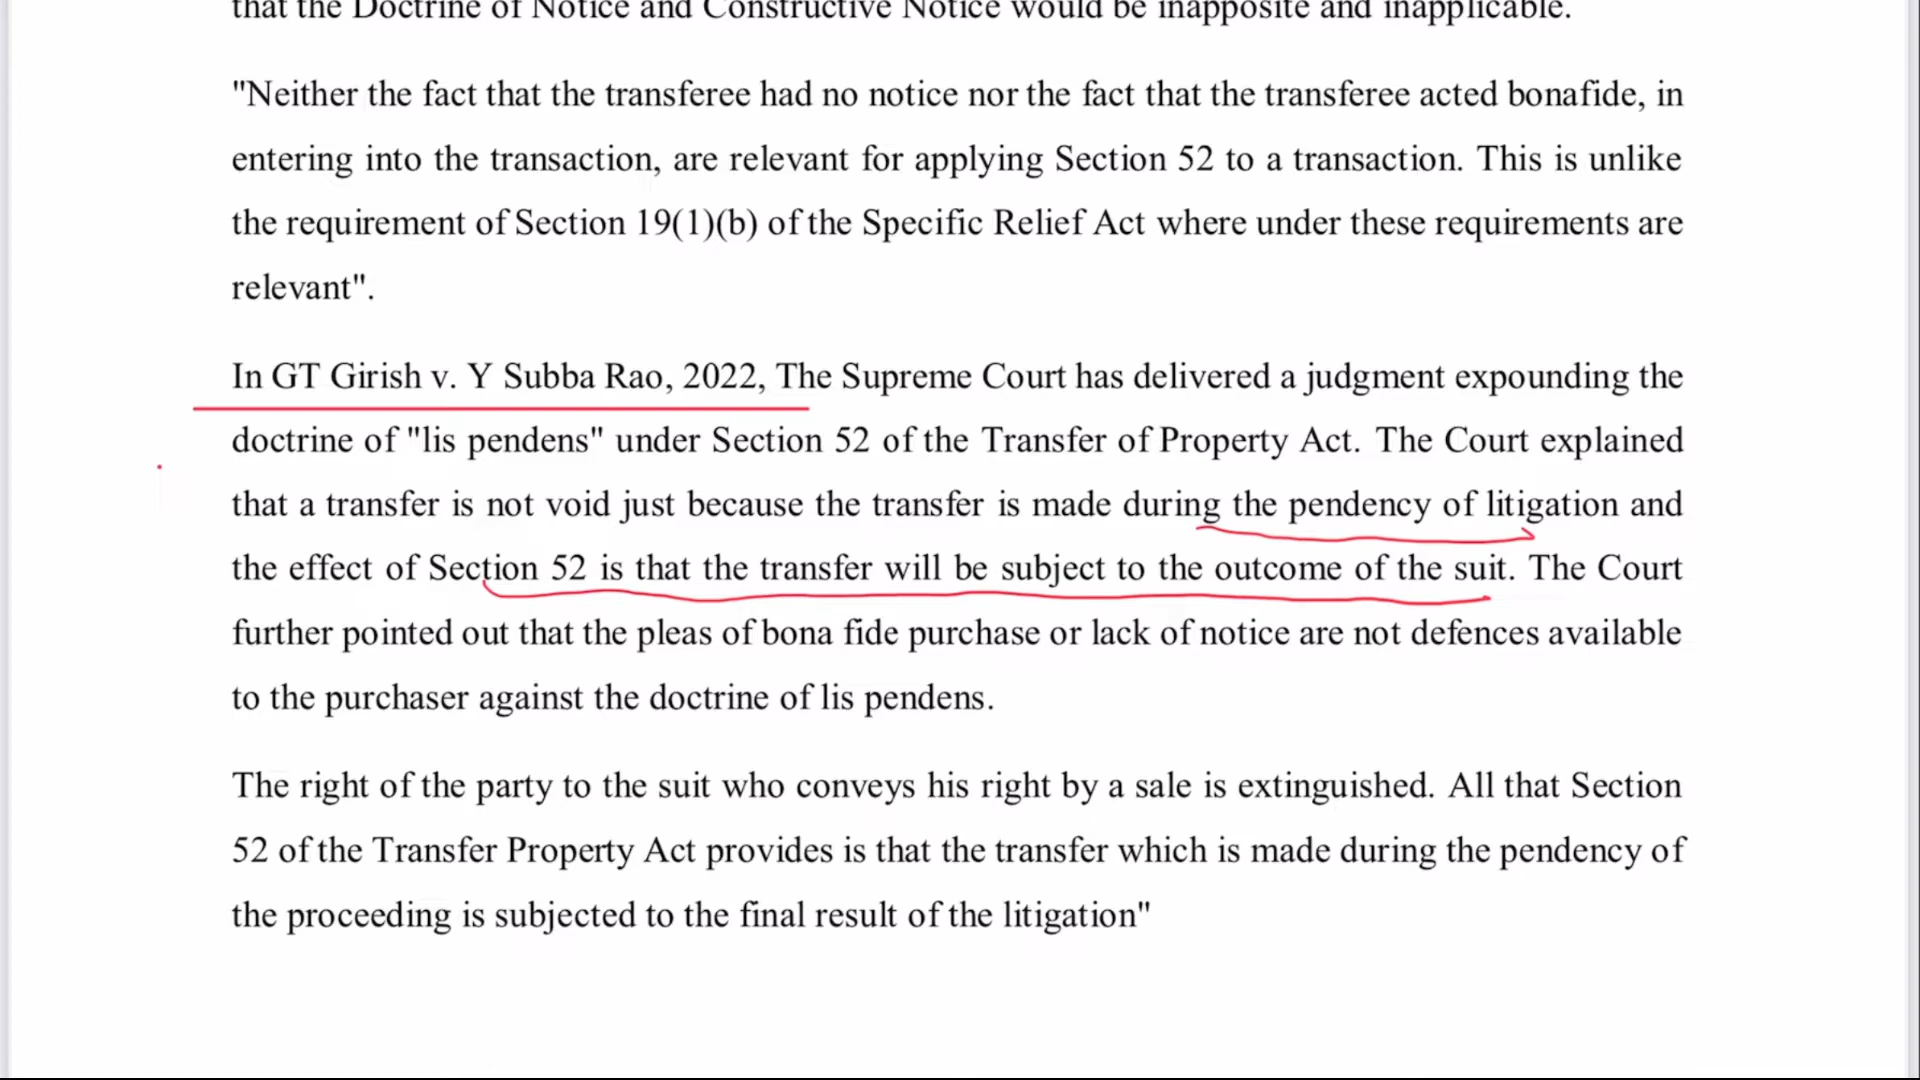 that the Doctrine of Notice and Constructive Notice would be inapposite and inapplicable.
"Neither the fact that the transferee had no notice nor the fact that the transferee acted bonafide, in
entering into the transaction, are relevant for applying Section 52 to a transaction. This is unlike
the requirement of Section 19(1)(b) of the Specific Relief Act where under these requirements are
relevant".
In GT Girish v. Y Subba Rao, 2022, The Supreme Court has delivered a judgment expounding the
doctrine of "lis pendens" under Section 52 of the Transfer of Property Act. The Court explained
that a transfer is not void just because the transfer is made during the pendency of litigation and
the effect of Section 52 is that the transfer will be subject to the outcome of the suit. The Court
further pointed out that the pleas of bona fide purchase or lack of notice are not defences available
to the purchaser against the doctrine of lis pendens.
The right of the party to the suit who conveys his right by a sale is extinguished. All that Section
52 of the Transfer Property Act provides is that the transfer which is made during the pendency of
the proceeding is subjected to the final result of the litigation"